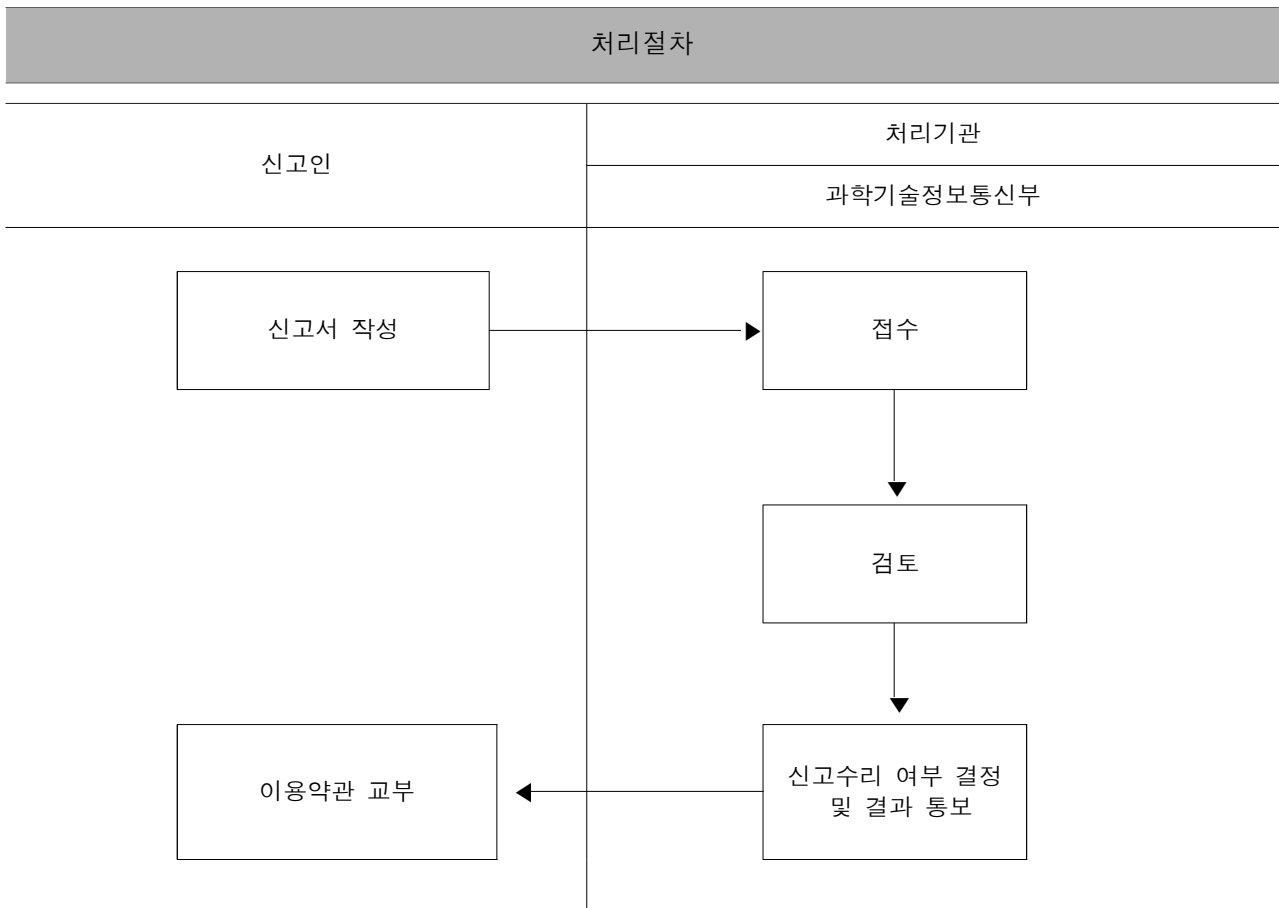 처리절차
신고인
처리기관
과학기술정보통신부
신고서 작성
접수
검토
신고수리 여부 결정
및 결과 통보
이용약관 교부